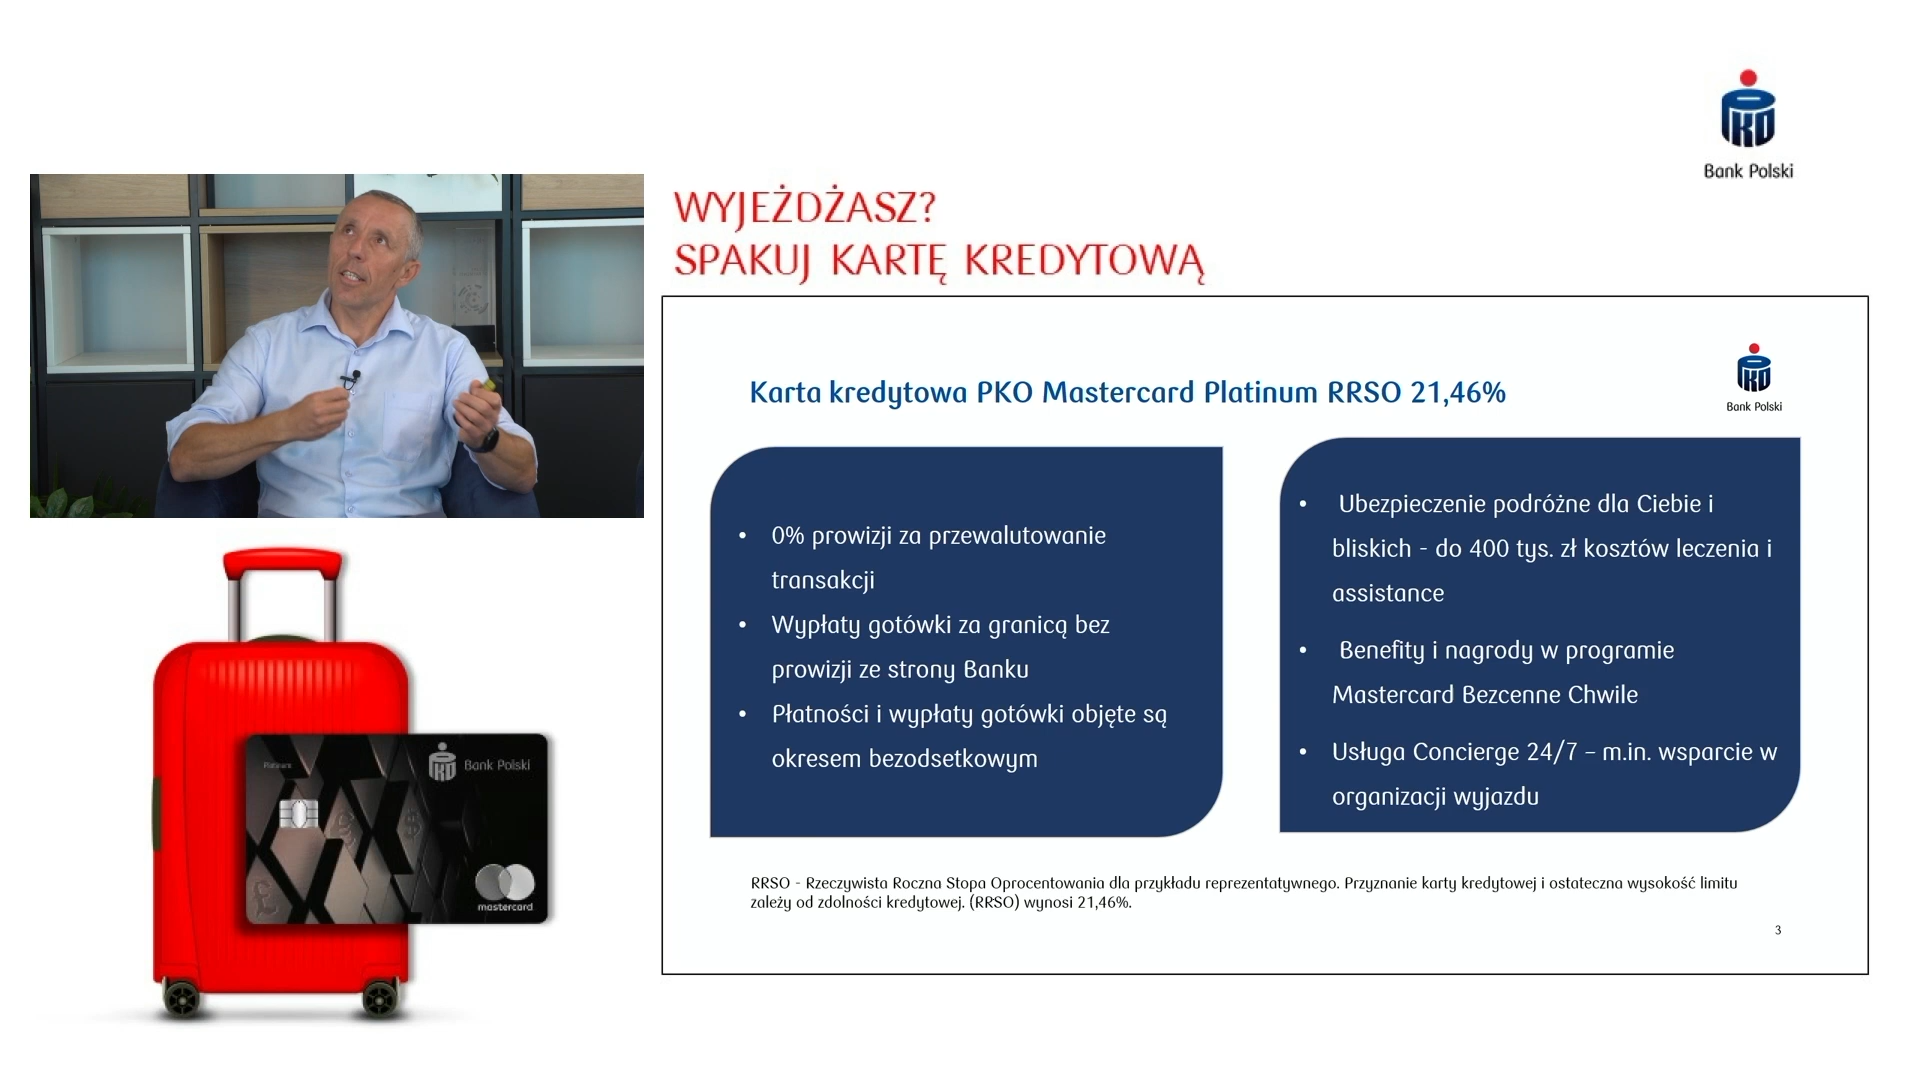 PKO
Bank Polski
WYJEŻDŻASZ?
SPAKUJ KARTĘ KREDYTOWĄ
PKO
Bank Polski
Karta kredytowa PKO Mastercard Platinum RRSO 21,46%
• 0% prowizji za przewalutowanie
transakcji
• Wypłaty gotówki za granicą bez
prowizji ze strony Banku
• Płatności i wypłaty gotówki objęte są
okresem bezodsetkowym
• Ubezpieczenie podróżne dla Ciebie i
bliskich - do 400 tys. zł kosztów leczenia i
assistance
• Benefity i nagrody w programie
Mastercard Bezcenne Chwile
• Usługa Concierge 24/7 – m.in. wsparcie w
organizacji wyjazdu
RRSO - Rzeczywista Roczna Stopa Oprocentowania dla przykładu reprezentatywnego. Przyznanie karty kredytowej i ostateczna wysokość limitu
zależy od zdolności kredytowej. (RRSO) wynosi 21,46%.
3
Platinum
PKO Bank Polski
mastercard